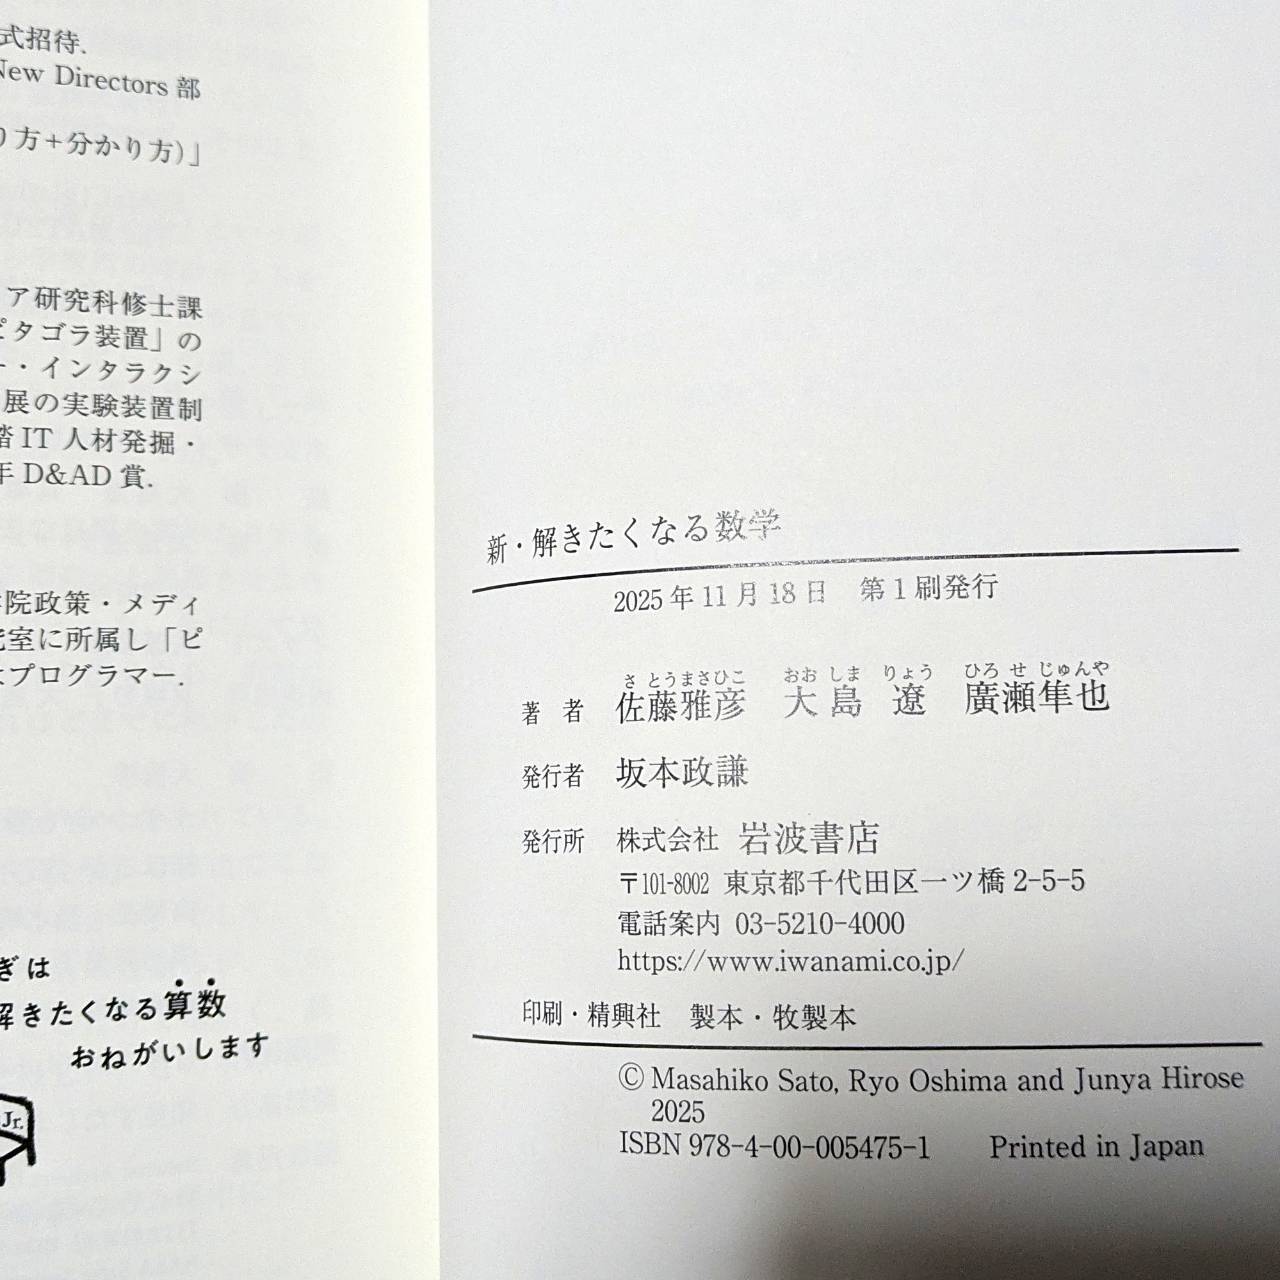 式招待.
New Directors 部
り方+分かり方)」
ア研究科修士課
ピタゴラ装置」の
ー・インタラクシ
展の実験装置制
踏 IT 人材発掘・
年 D&AD 賞.
院政策・メディ
室に所属し「ピ
はプログラマー.
ぎは
解きたくなる算数
おねがいします
Jr.
新・解きたくなる数学
2025 年 11 月 18 日 第 1 刷発行
さとうまさひこ おおしま りょう ひろせじゅんや
著者 佐藤雅彦 大島 遼 廣瀬隼也
発行者 坂本政謙
発行所 株式会社 岩波書店
〒101-8002 東京都千代田区一ツ橋 2-5-5
電話案内 03-5210-4000
https://www.iwanami.co.jp/
印刷・精興社 製本・牧製本
© Masahiko Sato, Ryo Oshima and Junya Hirose
2025
ISBN 978-4-00-005475-1 Printed in Japan